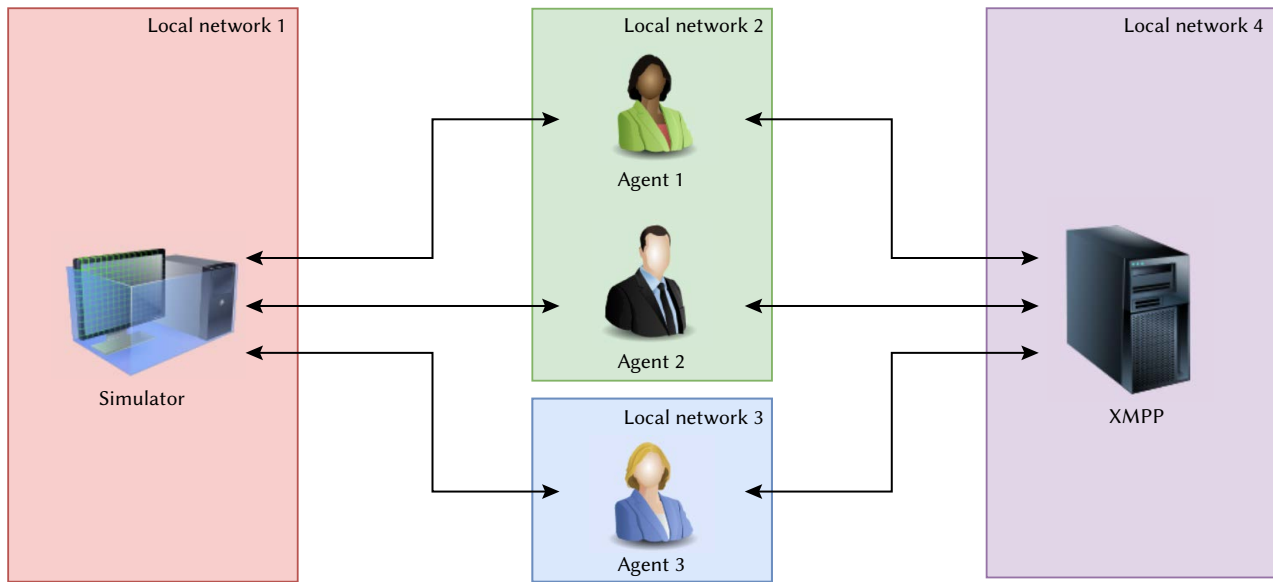 Local network 1
Local network 2
Local network 4
Agent 1
Agent 2
Simulator
XMPP
Local network 3
Agent 3